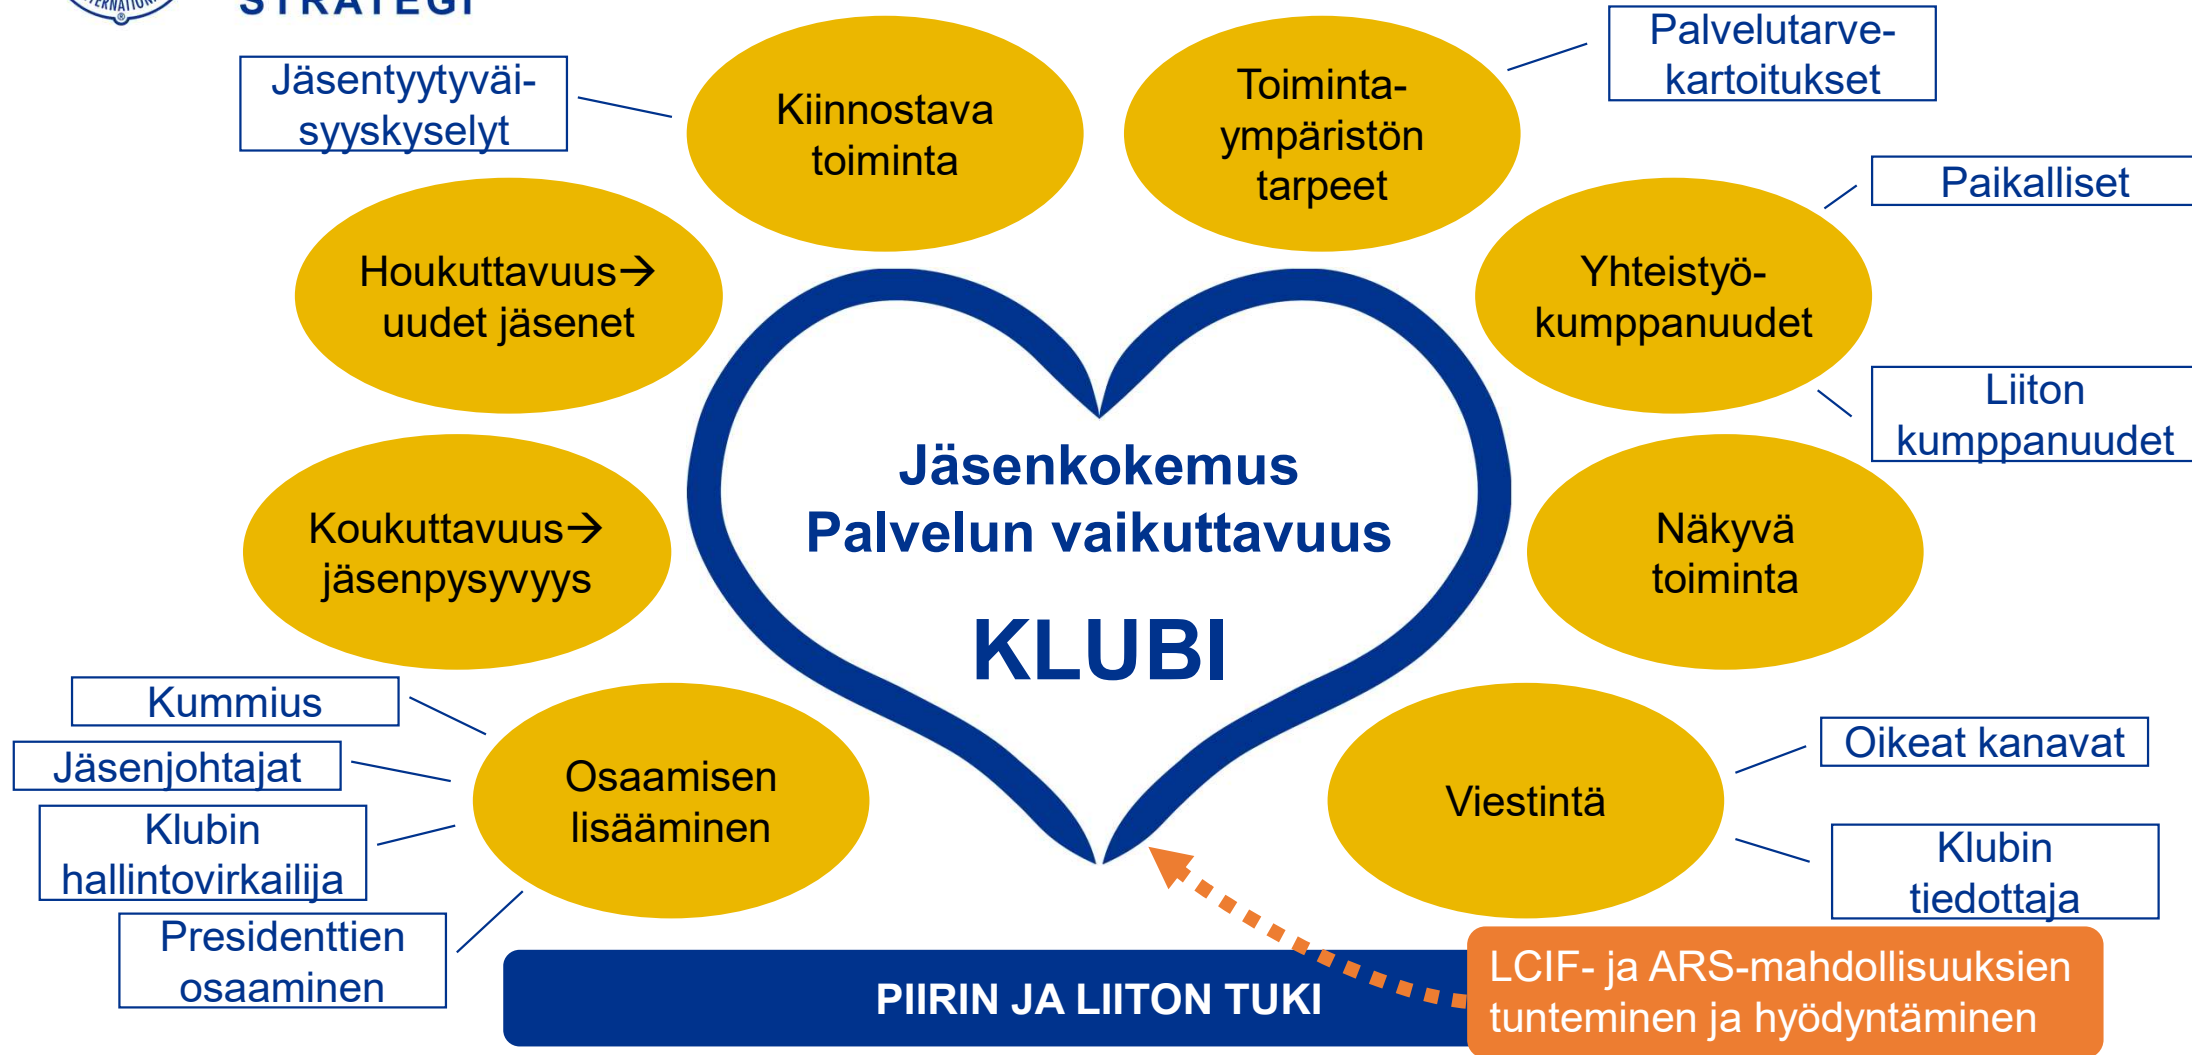 STRATEGI
Jäsentyytyväi-
syyskyselyt
Kiinnostava
toiminta
Toiminta-
ympäristön
tarpeet
Palvelutarve-
kartoitukset
Houkuttavuus→
uudet jäsenet
Yhteistyö-
kumppanuudet
Paikalliset
Liiton
kumppanuudet
Koukuttavuus→
jäsenpysyvyys
Jäsenkokemus
Palvelun vaikuttavuus
KLUBI
Näkyvä
toiminta
Kummius
Jäsenjohtajat
Klubin
hallintovirkailija
Presidenttien
osaaminen
Osaamisen
lisääminen
Viestintä
Oikeat kanavat
Klubin
tiedottaja
PIIRIN JA LIITON TUKI
LCIF- ja ARS-mahdollisuuksien
tunteminen ja hyödyntäminen